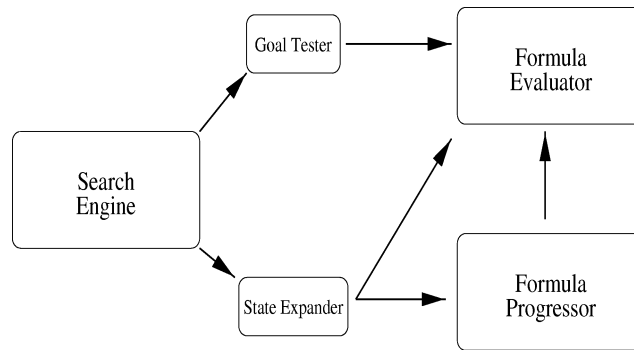 Goal Tester
Formula
Evaluator
Search
Engine
State Expander
Formula
Progressor